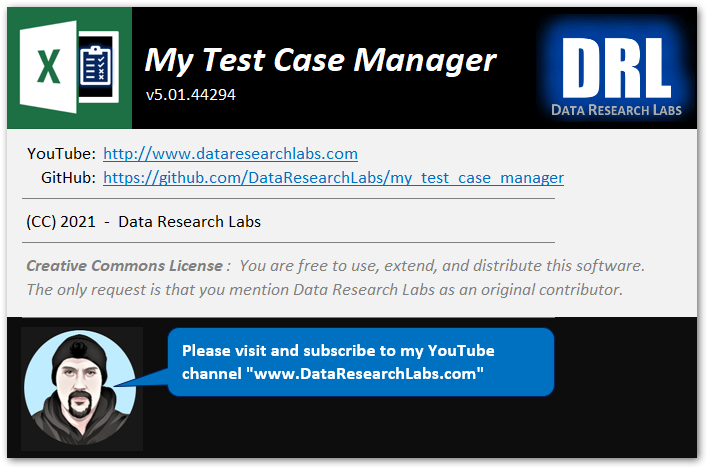 X
My Test Case Manager
v5.01.44294
DRL
DATA RESEARCH LABS
YouTube: http://www.dataresearchlabs.com
GitHub: https://github.com/DataResearchLabs/my_test_case_manager
(CC) 2021 - Data Research Labs
Creative Commons License : You are free to use, extend, and distribute this software.
The only request is that you mention Data Research Labs as an original contributor.
Please visit and subscribe to my YouTube
channel "www.DataResearchLabs.com"